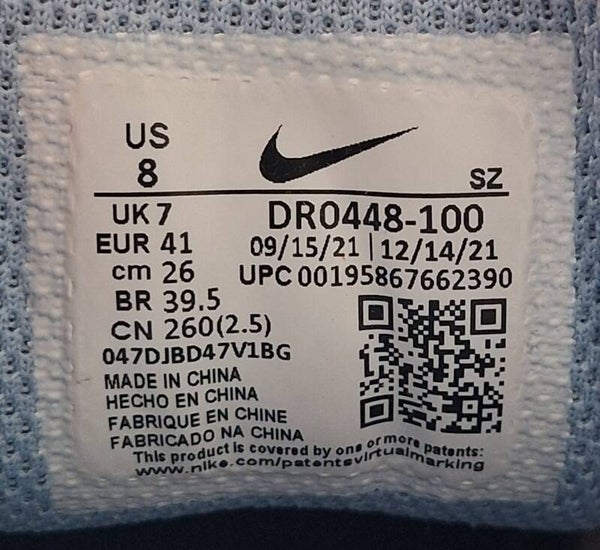 US
8
SZ
UK 7
DR0448-100
EUR 41
09/15/21 | 12/14/21
cm 26
UPC 00195867662390
BR 39.5
CN 260(2.5)
047DJBD47V1BG
MADE IN CHINA
HECHO EN CHINA
FABRIQUE EN CHINE
FABRICADO NA CHINA
This product is covered by one or more patents:
www.nike.com/patentsvirtualmarking